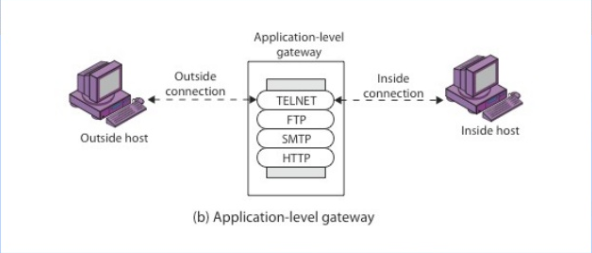 Application-level
gateway
Outside
connection
Inside
connection
TELNET
FTP
SMTP
HTTP
Outside host
Inside host
(b) Application-level gateway